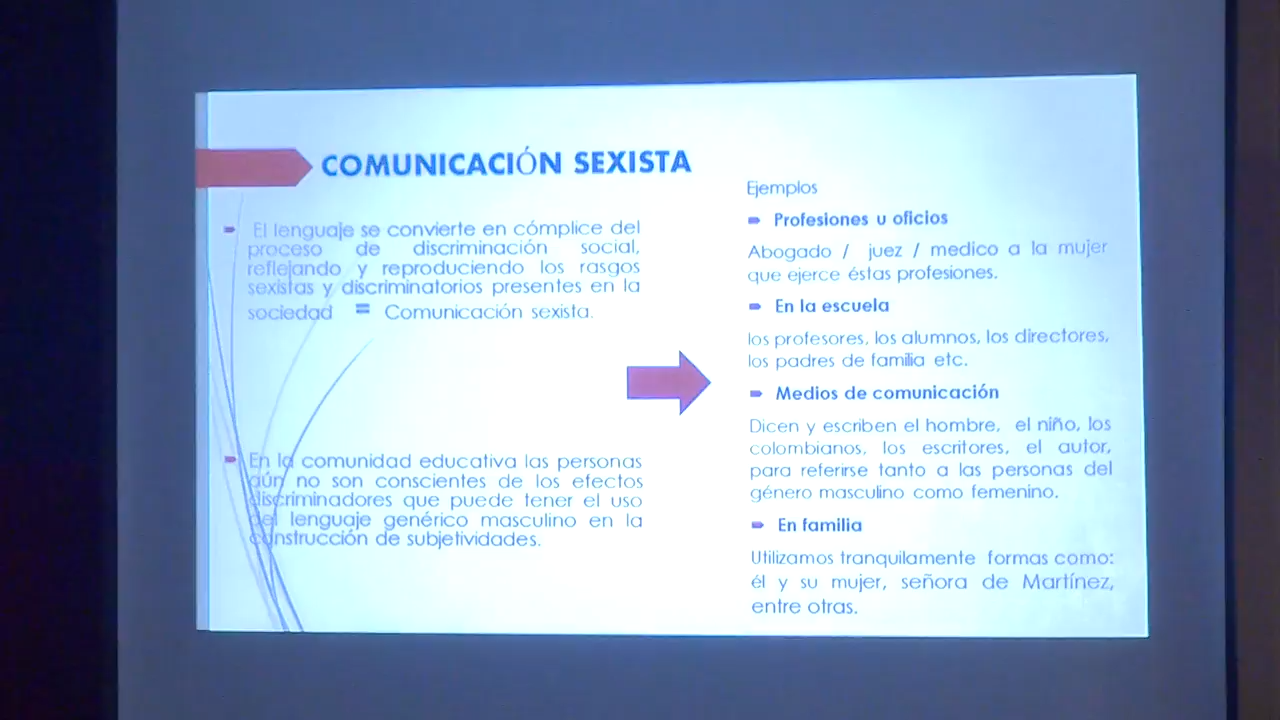 COMUNICACIÓN SEXISTA
El lenguaje se convierte en cómplice del
proceso de discriminación social,
reflejando y reproduciendo los rasgos
sexistas y discriminatorios presentes en la
sociedad = Comunicación sexista.
En la comunidad educativa las personas
aún no son conscientes de los efectos
discriminadores que puede tener el uso
del lenguaje genérico masculino en la
construcción de subjetividades.
Ejemplos
Profesiones u oficios
Abogado / juez / medico a la mujer
que ejerce éstas profesiones.
En la escuela
los profesores, los alumnos, los directores,
los padres de familia etc.
Medios de comunicación
Dicen y escriben el hombre, el niño, los
colombianos, los escritores, el autor,
para referirse tanto a las personas del
género masculino como femenino.
En familia
Utilizamos tranquilamente formas como:
él y su mujer, señora de Martínez,
entre otras.